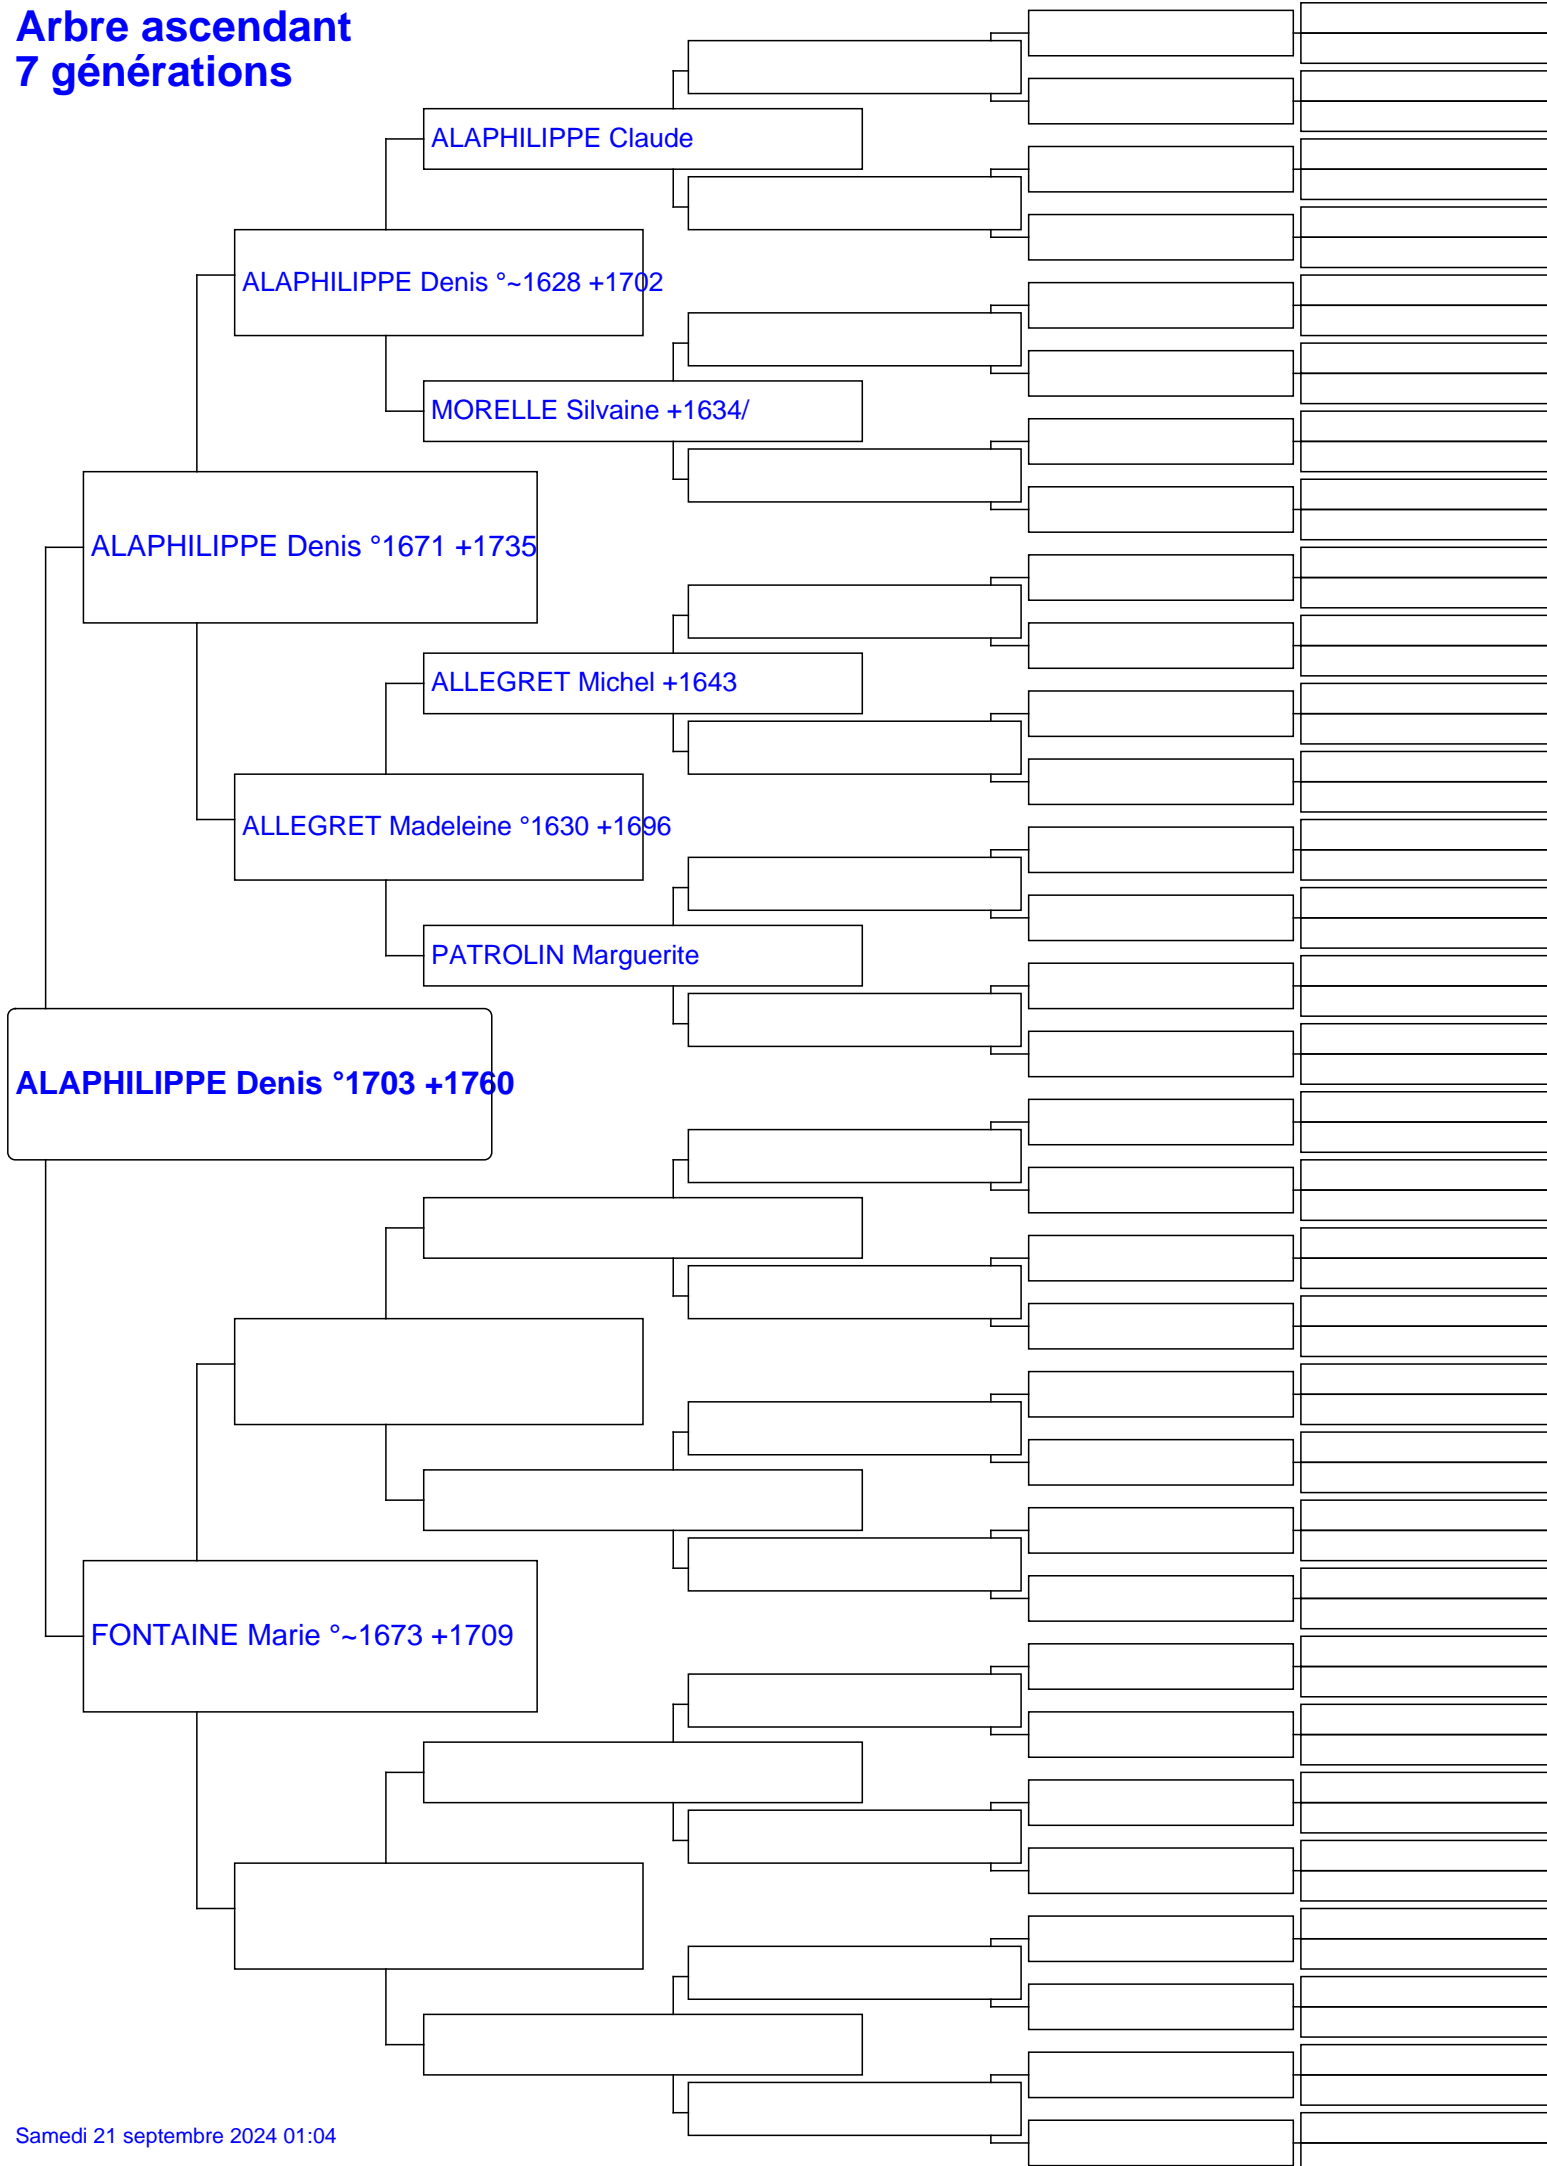 Arbre ascendant
7 générations
ALAPHILIPPE Claude
ALAPHILIPPE Denis °~1628 +1702
MORELLE Silvaine +1634/
ALAPHILIPPE Denis °1671 +1735
ALLEGRET Michel +1643
ALLEGRET Madeleine °1630 +1696
PATROLIN Marguerite
ALAPHILIPPE Denis °1703 +1760
FONTAINE Marie °~1673 +1709
Samedi 21 septembre 2024 01:04